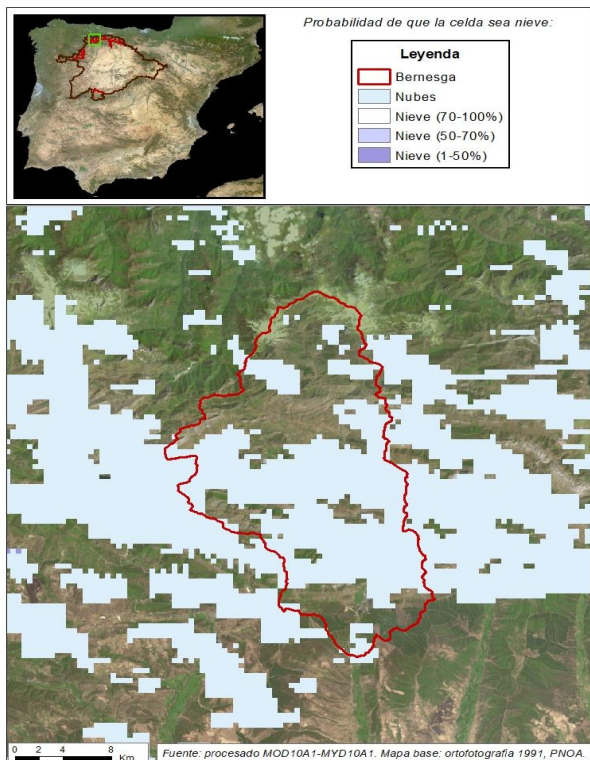 Probabilidad de que la celda sea nieve:
Leyenda
Bernesga
Nubes
Nieve (70-100%)
Nieve (50-70%)
Nieve (1-50%)
0 2 4 8
Km
Fuente: procesado MOD10A1-MYD10A1. Mapa base: ortofotografia 1991, PNOA.